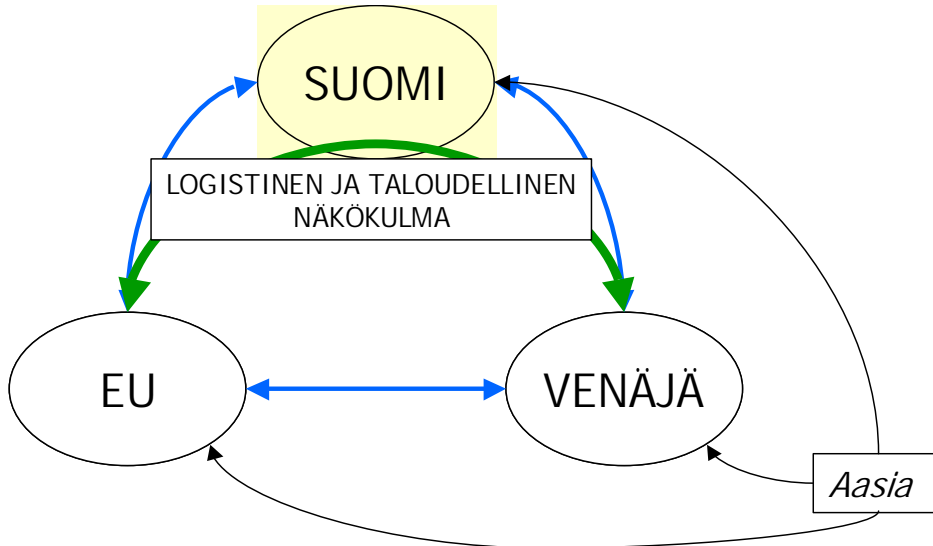 SUOMI
LOGISTINEN JA TALOUDELLINEN
NÄKÖKULMA
EU
VENÄJÄ
Aasia